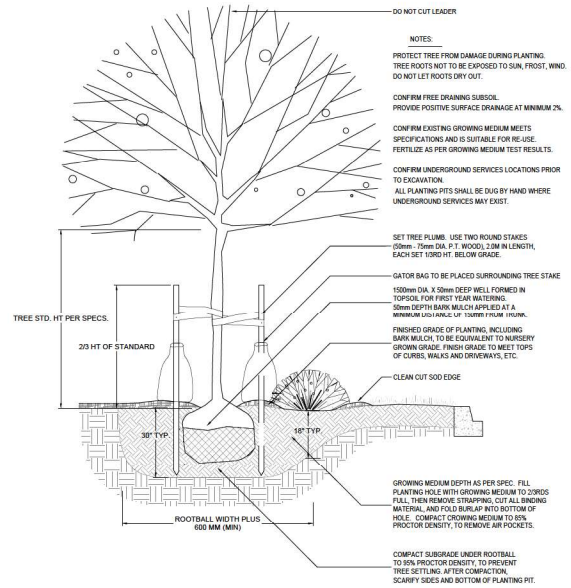 DO NOT CUT LEADER
NOTES:
PROTECT TREE FROM DAMAGE DURING PLANTING.
TREE ROOTS NOT TO BE EXPOSED TO SUN, FROST, WIND.
DO NOT LET ROOTS DRY OUT.
CONFIRM FREE DRAINING SUBSOIL.
PROVIDE POSITIVE SURFACE DRAINAGE AT MINIMUM 2%.
CONFIRM EXISTING GROWING MEDIUM MEETS
SPECIFICATIONS AND IS SUITABLE FOR RE-USE.
FERTILIZE AS PER GROWING MEDIUM TEST RESULTS.
CONFIRM UNDERGROUND SERVICES LOCATIONS PRIOR
TO EXCAVATION.
ALL PLANTING PITS SHALL BE DUG BY HAND WHERE
UNDERGROUND SERVICES MAY EXIST.
SET TREE PLUMB. USE TWO ROUND STAKES
(50mm - 75mm DIA. P.T. WOOD), 2.0M IN LENGTH,
EACH SET 1/3RD HT. BELOW GRADE.
GATOR BAG TO BE PLACED SURROUNDING TREE STAKE
1500mm DIA. X 50mm DEEP WELL FORMED IN
TOPSOIL FOR FIRST YEAR WATERING.
50mm DEPTH BARK MULCH APPLIED AT A
MINIMUM DISTANCE OF 150mm FROM TRUNK.
FINISHED GRADE OF PLANTING, INCLUDING
BARK MULCH, TO BE EQUIVALENT TO NURSERY
GROWN GRADE. FINISH GRADE TO MEET TOPS
OF CURBS, WALKS AND DRIVEWAYS, ETC.
CLEAN CUT SOD EDGE
TREE STD. HT PER SPECS.
2/3 HT OF STANDARD
30" TYP.
18" TYP.
ROOTBALL WIDTH PLUS
600 MM (MIN)
GROWING MEDIUM DEPTH AS PER SPEC. FILL
PLANTING HOLE WITH GROWING MEDIUM TO 2/3RDS
FULL, THEN REMOVE STRAPPING, CUT ALL BINDING
MATERIAL, AND FOLD BURLAP INTO BOTTOM OF
HOLE. COMPACT CROWING MEDIUM TO 85%
PROCTOR DENSITY, TO REMOVE AIR POCKETS.
COMPACT SUBGRADE UNDER ROOTBALL
TO 95% PROCTOR DENSITY, TO PREVENT
TREE SETTLING. AFTER COMPACTION,
SCARIFY SIDES AND BOTTOM OF PLANTING PIT.